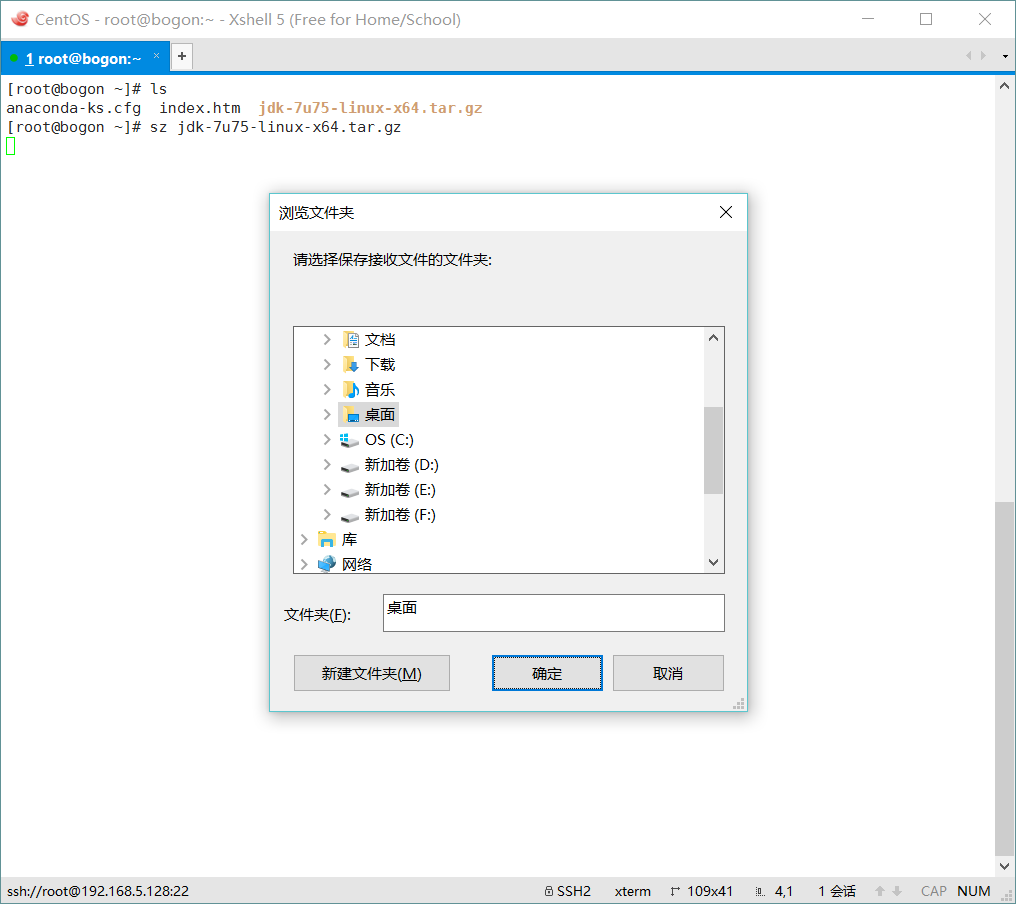 CentOS - root@bogon:~ - Xshell 5 (Free for Home/School)
1 root@bogon:~ × +
[root@bogon ~]# ls
anaconda-ks.cfg  index.htm  jdk-7u75-linux-x64.tar.gz
[root@bogon ~]# sz jdk-7u75-linux-x64.tar.gz
浏览文件夹
请选择保存接收文件的文件夹:
文档
下载
音乐
桌面
OS (C:)
新加卷 (D:)
新加卷 (E:)
新加卷 (F:)
库
网络
文件夹(F): 桌面
新建文件夹(M) 确定 取消
ssh://root@192.168.5.128:22 SSH2 xterm 109x41 4,1 1 会话 CAP NUM